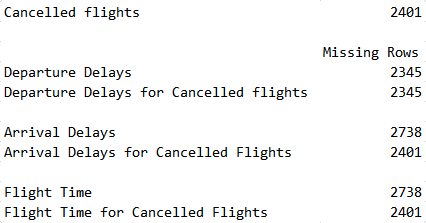 Cancelled flights 2401
Missing Rows
Departure Delays 2345
Departure Delays for Cancelled flights 2345
Arrival Delays 2738
Arrival Delays for Cancelled Flights 2401
Flight Time 2738
Flight Time for Cancelled Flights 2401